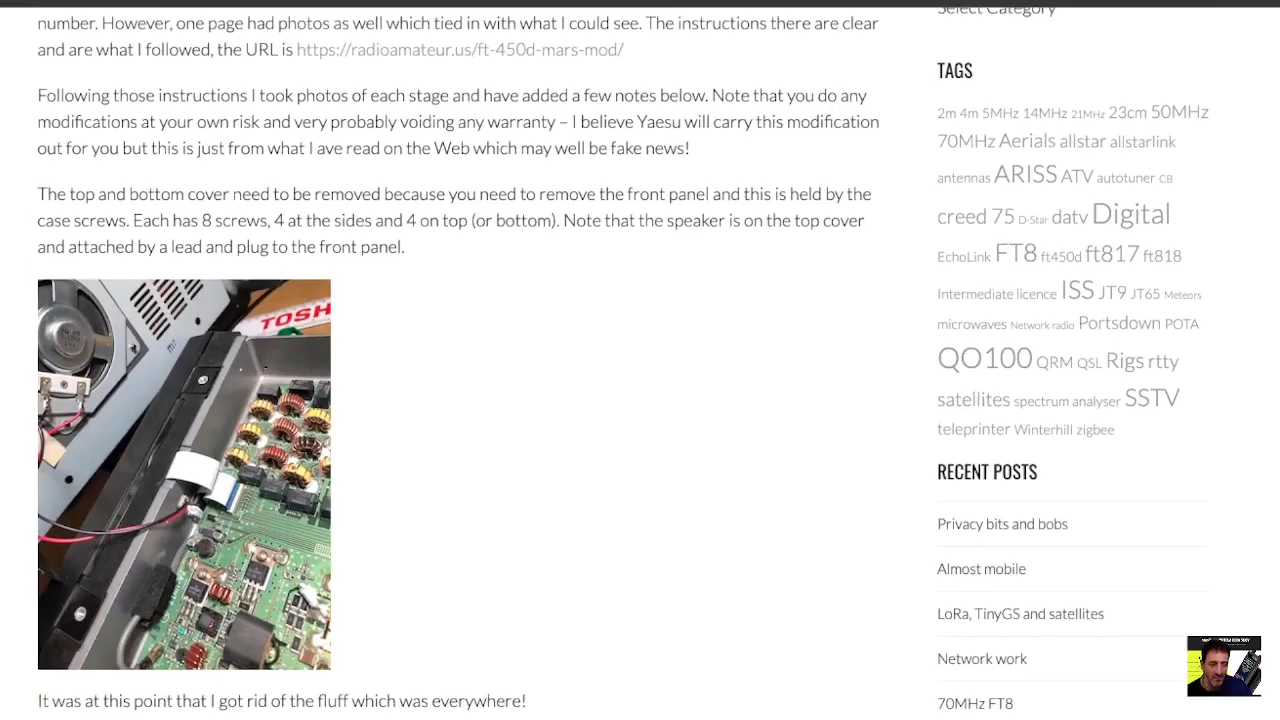 number. However, one page had photos as well which tied in with what I could see. The instructions there are clear
and are what I followed, the URL is https://radioamateur.us/ft-450d-mars-mod/
Following those instructions I took photos of each stage and have added a few notes below. Note that you do any
modifications at your own risk and very probably voiding any warranty – I believe Yaesu will carry this modification
out for you but this is just from what I ave read on the Web which may well be fake news!
The top and bottom cover need to be removed because you need to remove the front panel and this is held by the
case screws. Each has 8 screws, 4 at the sides and 4 on top (or bottom). Note that the speaker is on the top cover
and attached by a lead and plug to the front panel.
TOSH
It was at this point that I got rid of the fluff which was everywhere!
Select Category
TAGS
2m 4m 5MHz 14MHz 21MHz 23cm 50MHz
70MHz Aerials allstar allstarlink
antennas ARISS ATV autotuner CB
creed 75 D-Star datv Digital
EchoLink FT8 ft450d ft817 ft818
Intermediate licence ISS JT9 JT65 Meteors
microwaves Network radio Portsdown POTA
QO100 QRM QSL Rigs rtty
satellites spectrum analyser SSTV
teleprinter Winterhill zigbee
RECENT POSTS
Privacy bits and bobs
Almost mobile
LoRa, TinyGS and satellites
Network work
70MHz FT8